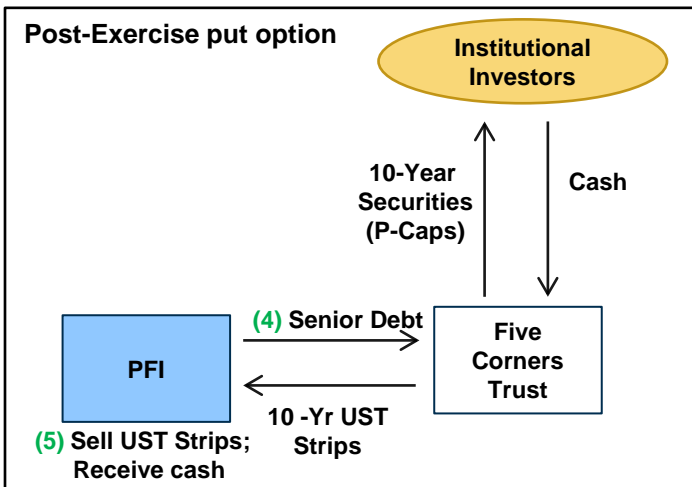 Post-Exercise put option
Institutional
Investors
10-Year
Securities
(P-Caps)
Cash
(4) Senior Debt
PFI
Five
Corners
Trust
10 -Yr UST
Strips
(5) Sell UST Strips;
Receive cash